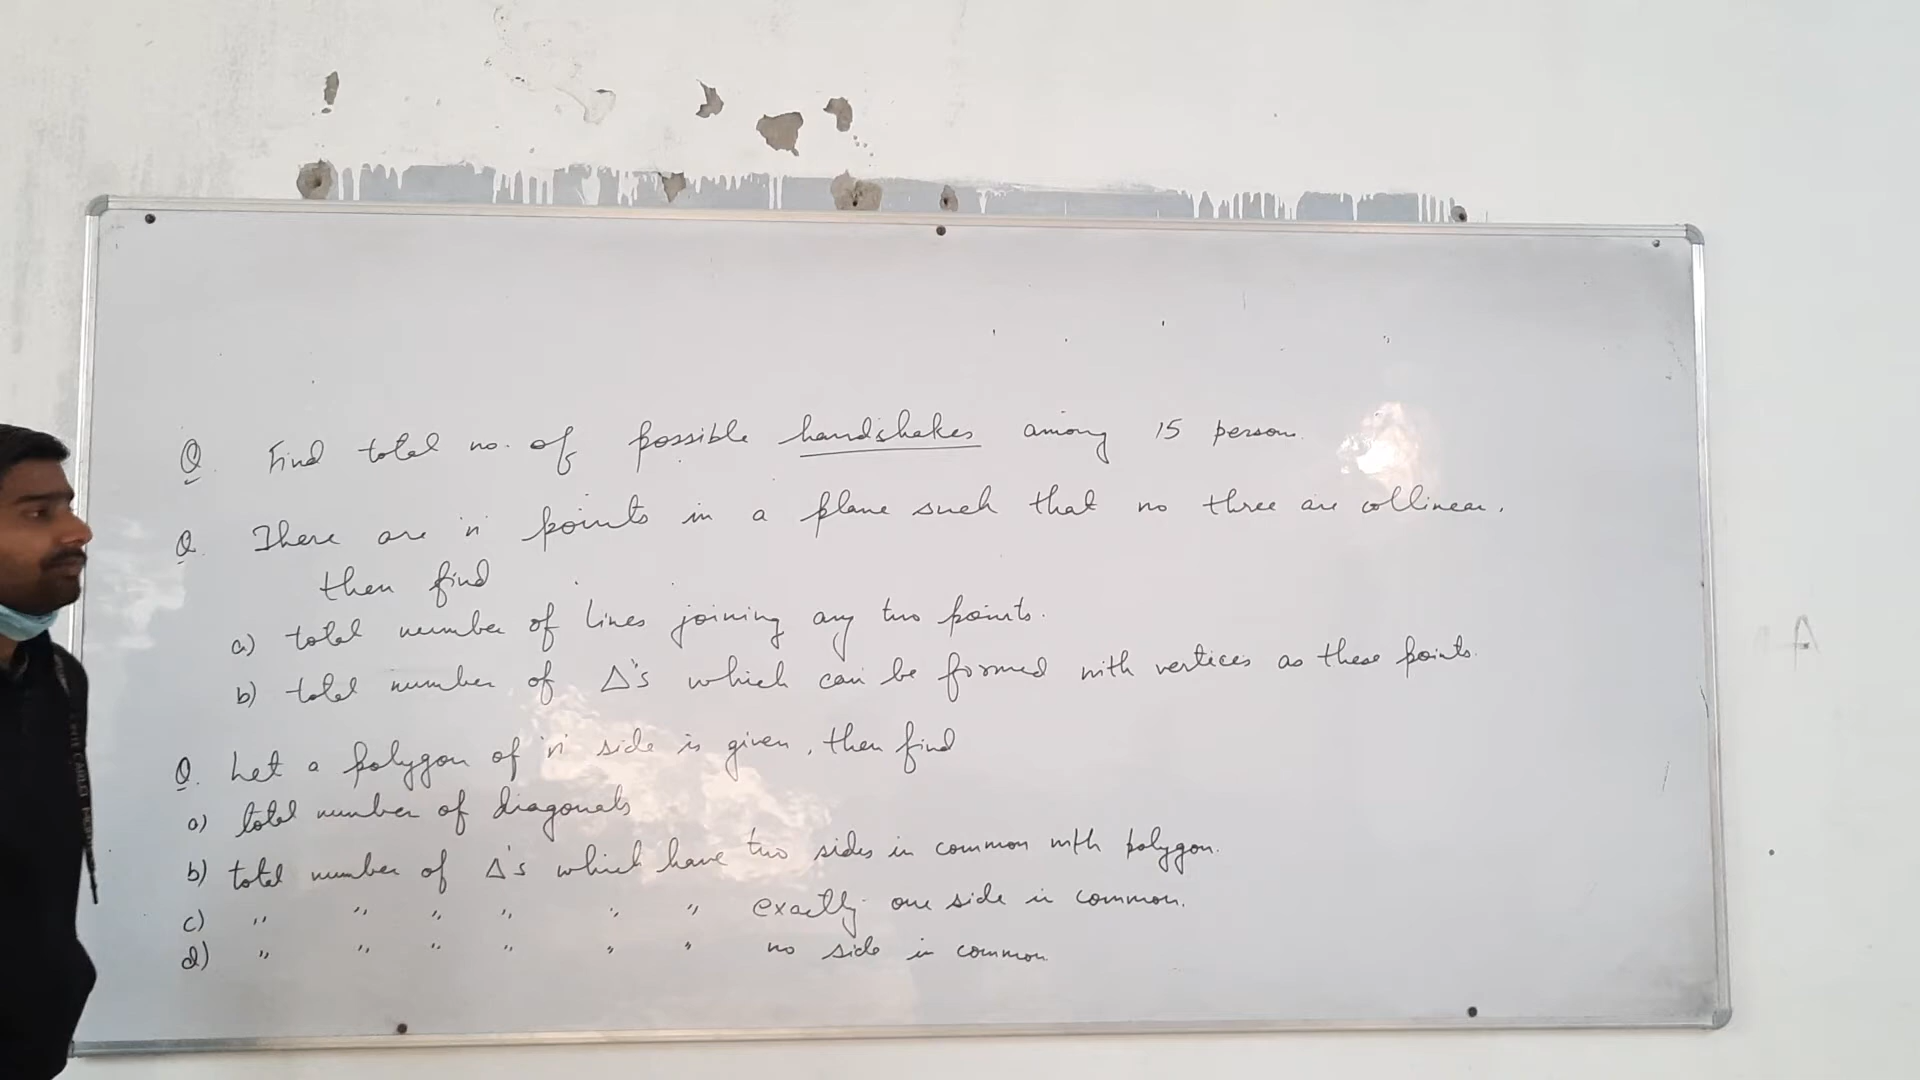 Q. Find total no. of possible handshakes among 15 person.
Q. There are 'n' points in a plane such that no three are collinear.
then find
a) total number of lines joining any two points.
b) total number of Δ's which can be formed with vertices as these points.
Q. Let a polygon of 'n' side is given, then find
a) total number of diagonals
b) total number of Δ's which have two sides in common with polygon.
c) " " " " " " exactly one side in common.
d) " " " " " " no side in common
A